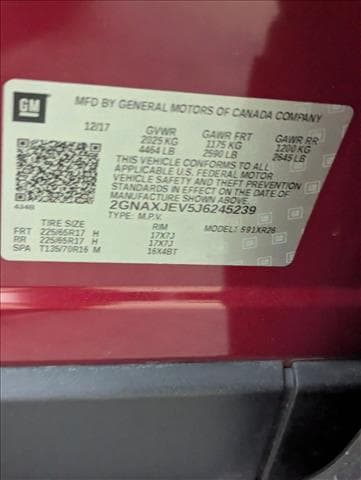 GM MFD BY GENERAL MOTORS OF CANADA COMPANY
12/17 GVWR GAWR FRT GAWR RR
2025 KG 1175 KG 1200 KG
4464 LB 2590 LB 2645 LB
THIS VEHICLE CONFORMS TO ALL
APPLICABLE U.S. FEDERAL MOTOR
VEHICLE SAFETY AND THEFT PREVENTION
STANDARDS IN EFFECT ON THE DATE OF
MANUFACTURE SHOWN ABOVE.
2GNAXJEV5J6245239
TYPE: M.P.V. MODEL: 591XR26
TIRE SIZE RIM
FRT 225/65R17 H 17X7J
RR 225/65R17 H 17X7J
SPA T135/70R16 M 16X4BT